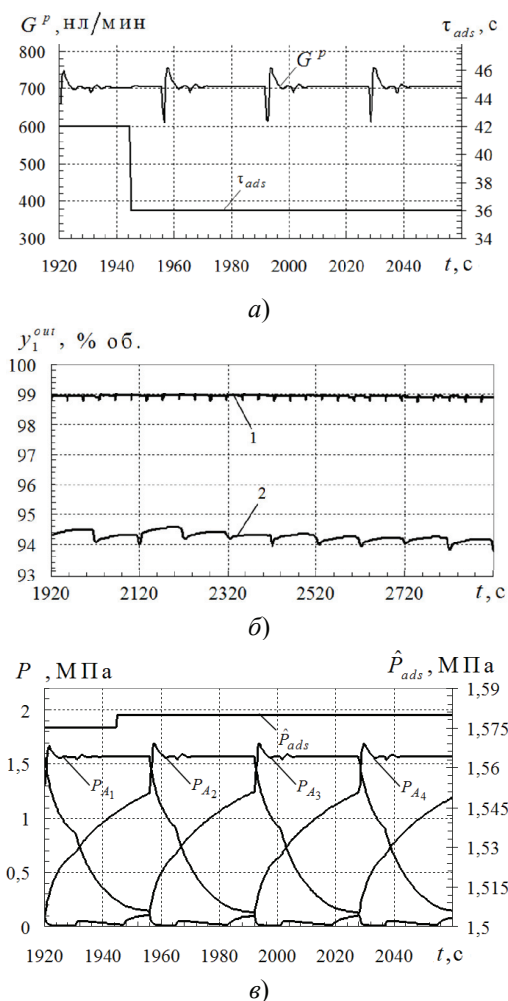 G^p, нл/мин τ_ads, с
800
700
600
500
400
300
46
44
42
40
38
36
34
G^p
τ_ads
1920 1940 1960 1980 2000 2020 2040 t, с
а)
y_1^out, % об.
100
99
98
97
96
95
94
93
1
2
1920 2120 2320 2520 2720 t, с
б)
P, МПа P̂_ads, МПа
2
1,5
1
0,5
0
1,59
1,575
1,56
1,545
1,53
1,515
1,5
P̂_ads
P_A1 P_A2 P_A3 P_A4
1920 1940 1960 1980 2000 2020 2040 t, с
в)